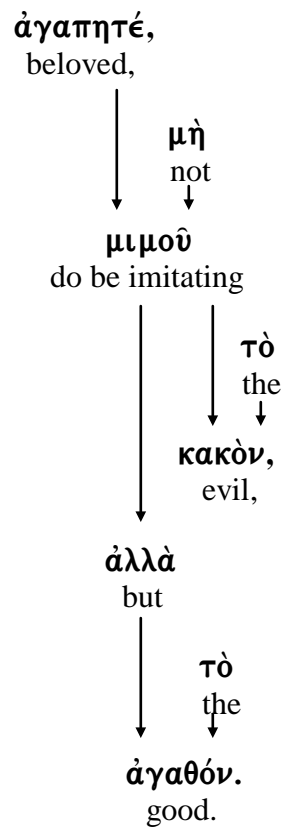 ἀγαπητέ,
beloved,
μὴ
not
μιμοῦ
do be imitating
τὸ
the
κακὸν,
evil,
ἀλλὰ
but
τὸ
the
ἀγαθόν.
good.